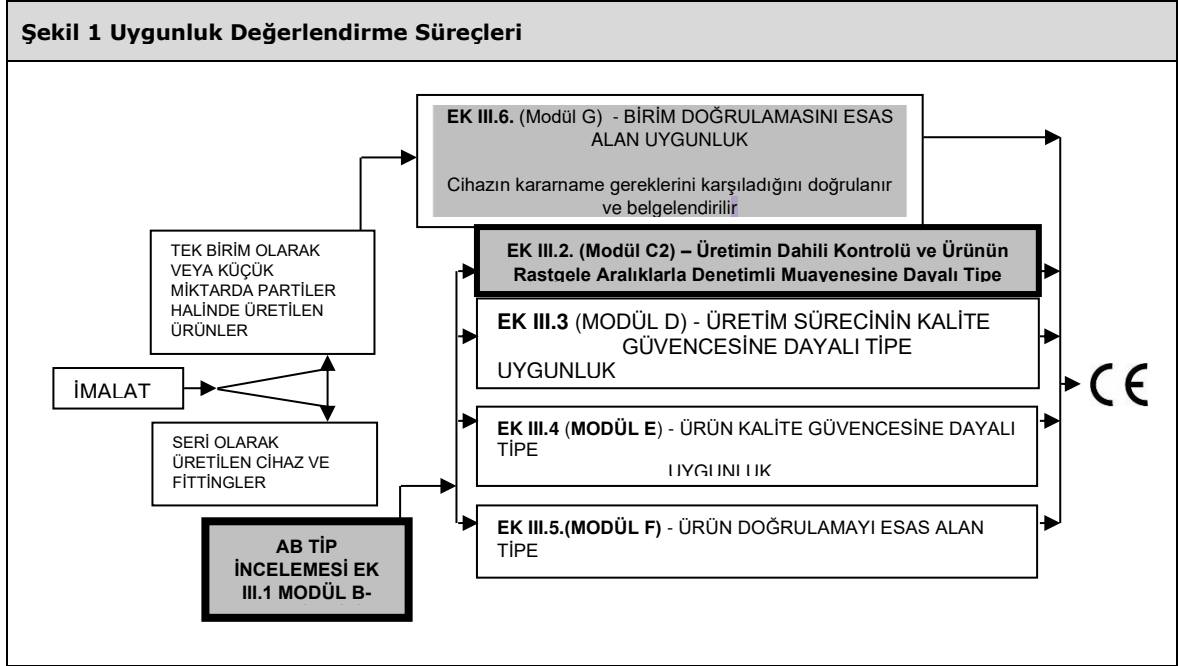 Şekil 1 Uygunluk Değerlendirme Süreçleri
EK III.6. (Modül G) - BİRİM DOĞRULAMASINI ESAS
ALAN UYGUNLUK
Cihazın kararname gereklerini karşıladığını doğrulanır
ve belgelendirilir
TEK BİRİM OLARAK
VEYA KÜÇÜK
MİKTARDA PARTİLER
HALİNDE ÜRETİLEN
ÜRÜNLER
EK III.2. (Modül C2) – Üretimin Dahili Kontrolü ve Ürünün
Rastgele Aralıklarla Denetimli Muayenesine Dayalı Tipe
EK III.3 (MODÜL D) - ÜRETİM SÜRECİNİN KALİTE
GÜVENCESİNE DAYALI TİPE
UYGUNLUK
İMALAT
CE
SERİ OLARAK
ÜRETİLEN CİHAZ VE
FİTTİNGLER
EK III.4 (MODÜL E) - ÜRÜN KALİTE GÜVENCESİNE DAYALI
TİPE
UYGUNLUK
EK III.5.(MODÜL F) - ÜRÜN DOĞRULAMAYI ESAS ALAN
TİPE
AB TİP
İNCELEMESİ EK
III.1 MODÜL B-